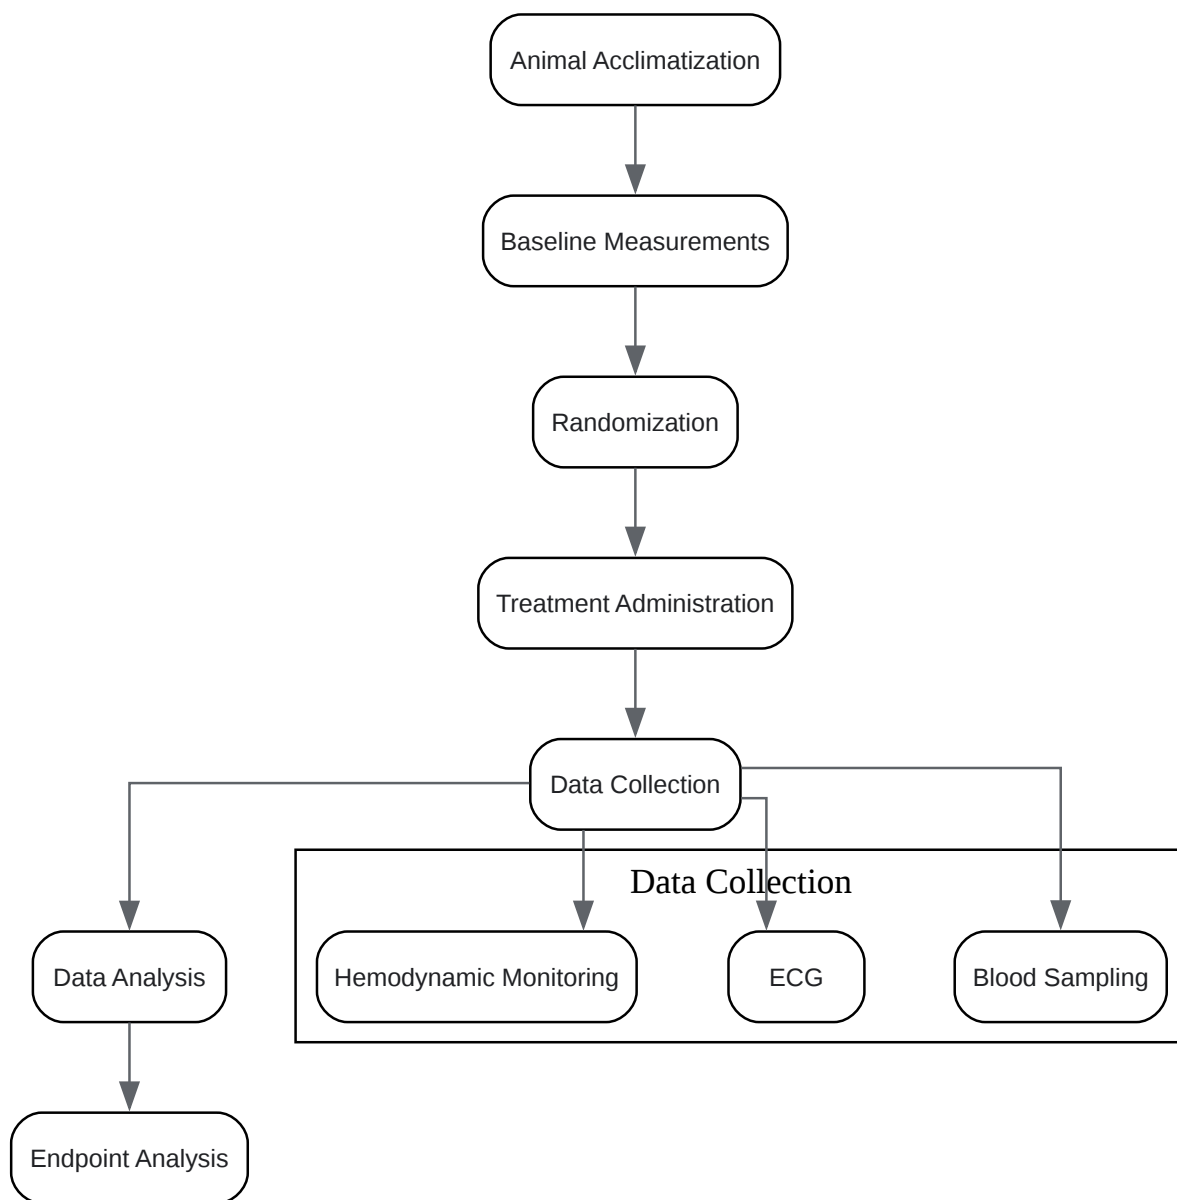 Animal Acclimatization
Baseline Measurements
Randomization
Treatment Administration
Data Collection
Data Collection
Data Analysis
Hemodynamic Monitoring
ECG
Blood Sampling
Endpoint Analysis